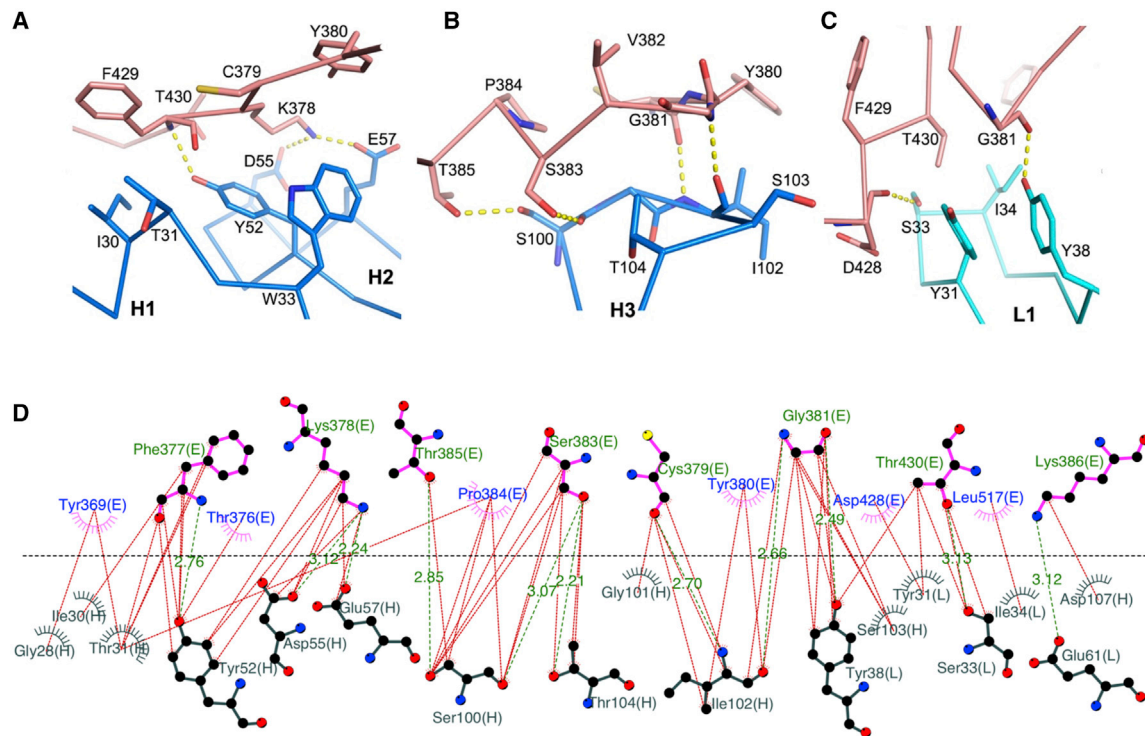 A
F429
T430
C379
Y380
K378
E57
D55
Y52
I30
T31
W33
H1
H2
B
V382
P384
Y380
G381
T385
S383
S103
S100
T104
I102
H3
C
F429
T430
G381
S33
I34
D428
Y31
Y38
L1
D
Phe377(E)
Lys378(E)
Thr385(E)
Ser383(E)
Cys379(E)
Gly381(E)
Thr430(E)
Lys386(E)
Tyr369(E)
Thr376(E)
Pro384(E)
Tyr380(E)
Asp428(E)
Leu517(E)
2.76
3.12
2.24
2.85
3.07
2.21
2.70
2.66
2.49
3.13
3.12
Gly28(H)
Ile30(H)
Thr31(H)
Tyr52(H)
Asp55(H)
Glu57(H)
Ser100(H)
Thr104(H)
Gly101(H)
Ile102(H)
Tyr38(L)
Ser103(H)
Tyr31(L)
Ser33(L)
Ile34(L)
Glu61(L)
Asp107(H)